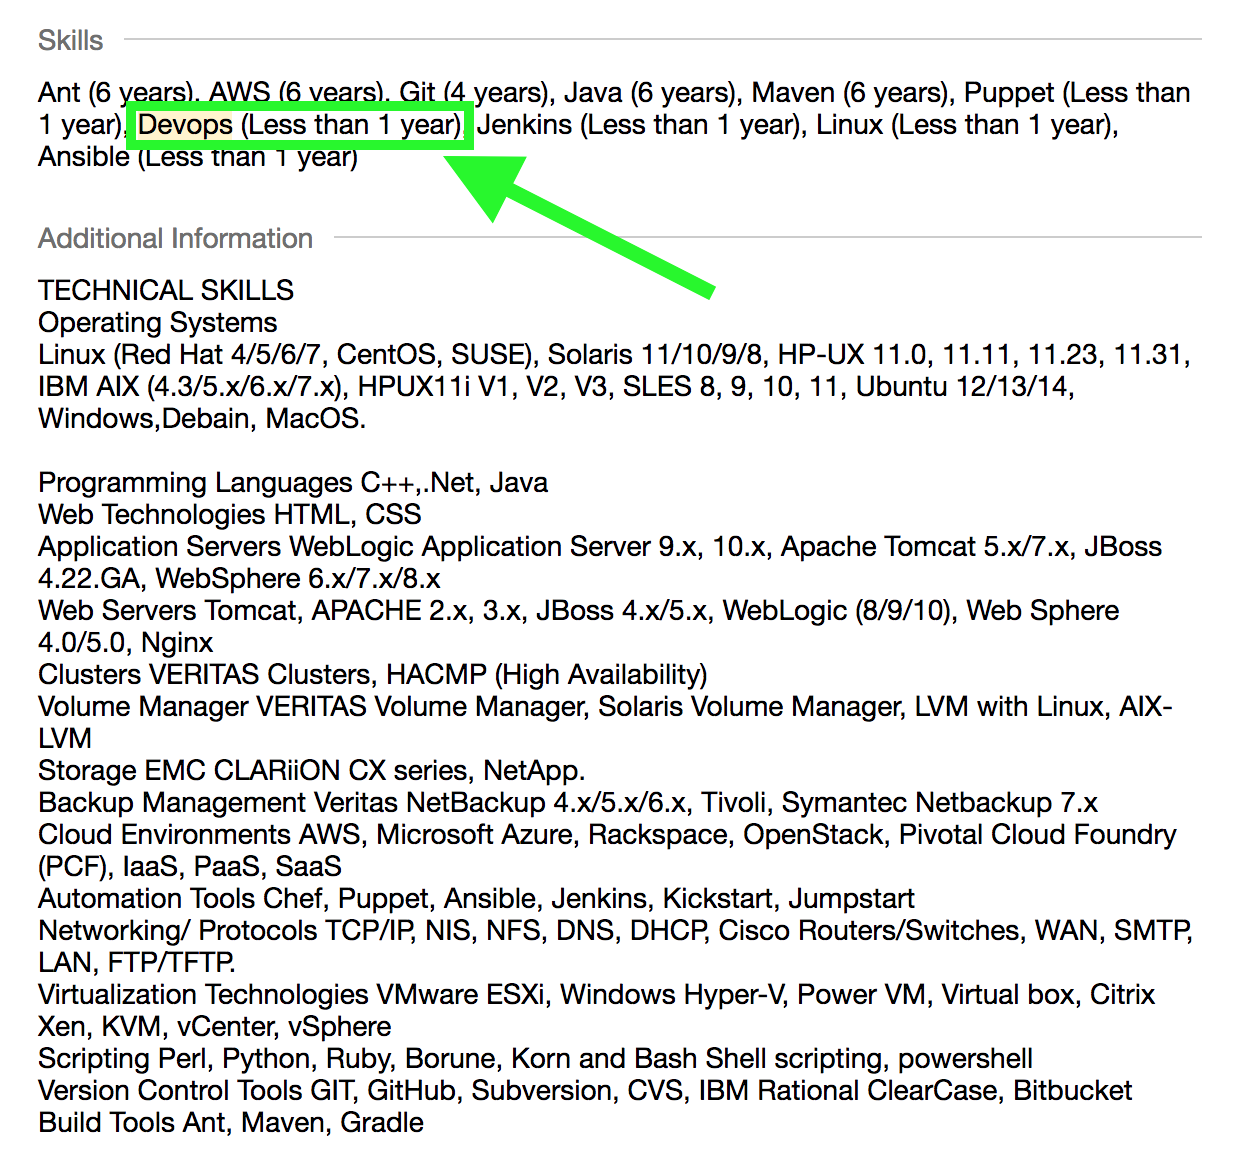 Skills
Ant (6 years), AWS (6 years), Git (4 years), Java (6 years), Maven (6 years), Puppet (Less than
1 year), Devops (Less than 1 year), Jenkins (Less than 1 year), Linux (Less than 1 year),
Ansible (Less than 1 year)
Additional Information
TECHNICAL SKILLS
Operating Systems
Linux (Red Hat 4/5/6/7, CentOS, SUSE), Solaris 11/10/9/8, HP-UX 11.0, 11.11, 11.23, 11.31,
IBM AIX (4.3/5.x/6.x/7.x), HPUX11i V1, V2, V3, SLES 8, 9, 10, 11, Ubuntu 12/13/14,
Windows,Debain, MacOS.
Programming Languages C++,.Net, Java
Web Technologies HTML, CSS
Application Servers WebLogic Application Server 9.x, 10.x, Apache Tomcat 5.x/7.x, JBoss
4.22.GA, WebSphere 6.x/7.x/8.x
Web Servers Tomcat, APACHE 2.x, 3.x, JBoss 4.x/5.x, WebLogic (8/9/10), Web Sphere
4.0/5.0, Nginx
Clusters VERITAS Clusters, HACMP (High Availability)
Volume Manager VERITAS Volume Manager, Solaris Volume Manager, LVM with Linux, AIX-
LVM
Storage EMC CLARiiON CX series, NetApp.
Backup Management Veritas NetBackup 4.x/5.x/6.x, Tivoli, Symantec Netbackup 7.x
Cloud Environments AWS, Microsoft Azure, Rackspace, OpenStack, Pivotal Cloud Foundry
(PCF), IaaS, PaaS, SaaS
Automation Tools Chef, Puppet, Ansible, Jenkins, Kickstart, Jumpstart
Networking/ Protocols TCP/IP, NIS, NFS, DNS, DHCP, Cisco Routers/Switches, WAN, SMTP,
LAN, FTP/TFTP.
Virtualization Technologies VMware ESXi, Windows Hyper-V, Power VM, Virtual box, Citrix
Xen, KVM, vCenter, vSphere
Scripting Perl, Python, Ruby, Borune, Korn and Bash Shell scripting, powershell
Version Control Tools GIT, GitHub, Subversion, CVS, IBM Rational ClearCase, Bitbucket
Build Tools Ant, Maven, Gradle